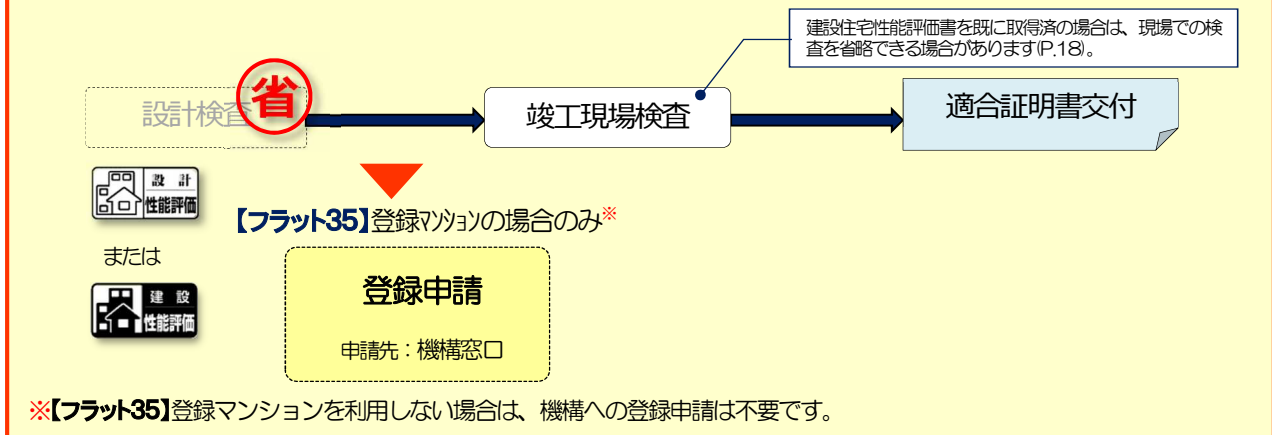 建設住宅性能評価書を既に取得済の場合は、現場での検
査を省略できる場合があります(P.18)。
設計検査
省
竣工現場検査
適合証明書交付
設計
性能評価
【フラット35】登録マンションの場合のみ※
または
建設
性能評価
登録申請
申請先：機構窓口
※【フラット35】登録マンションを利用しない場合は、機構への登録申請は不要です。